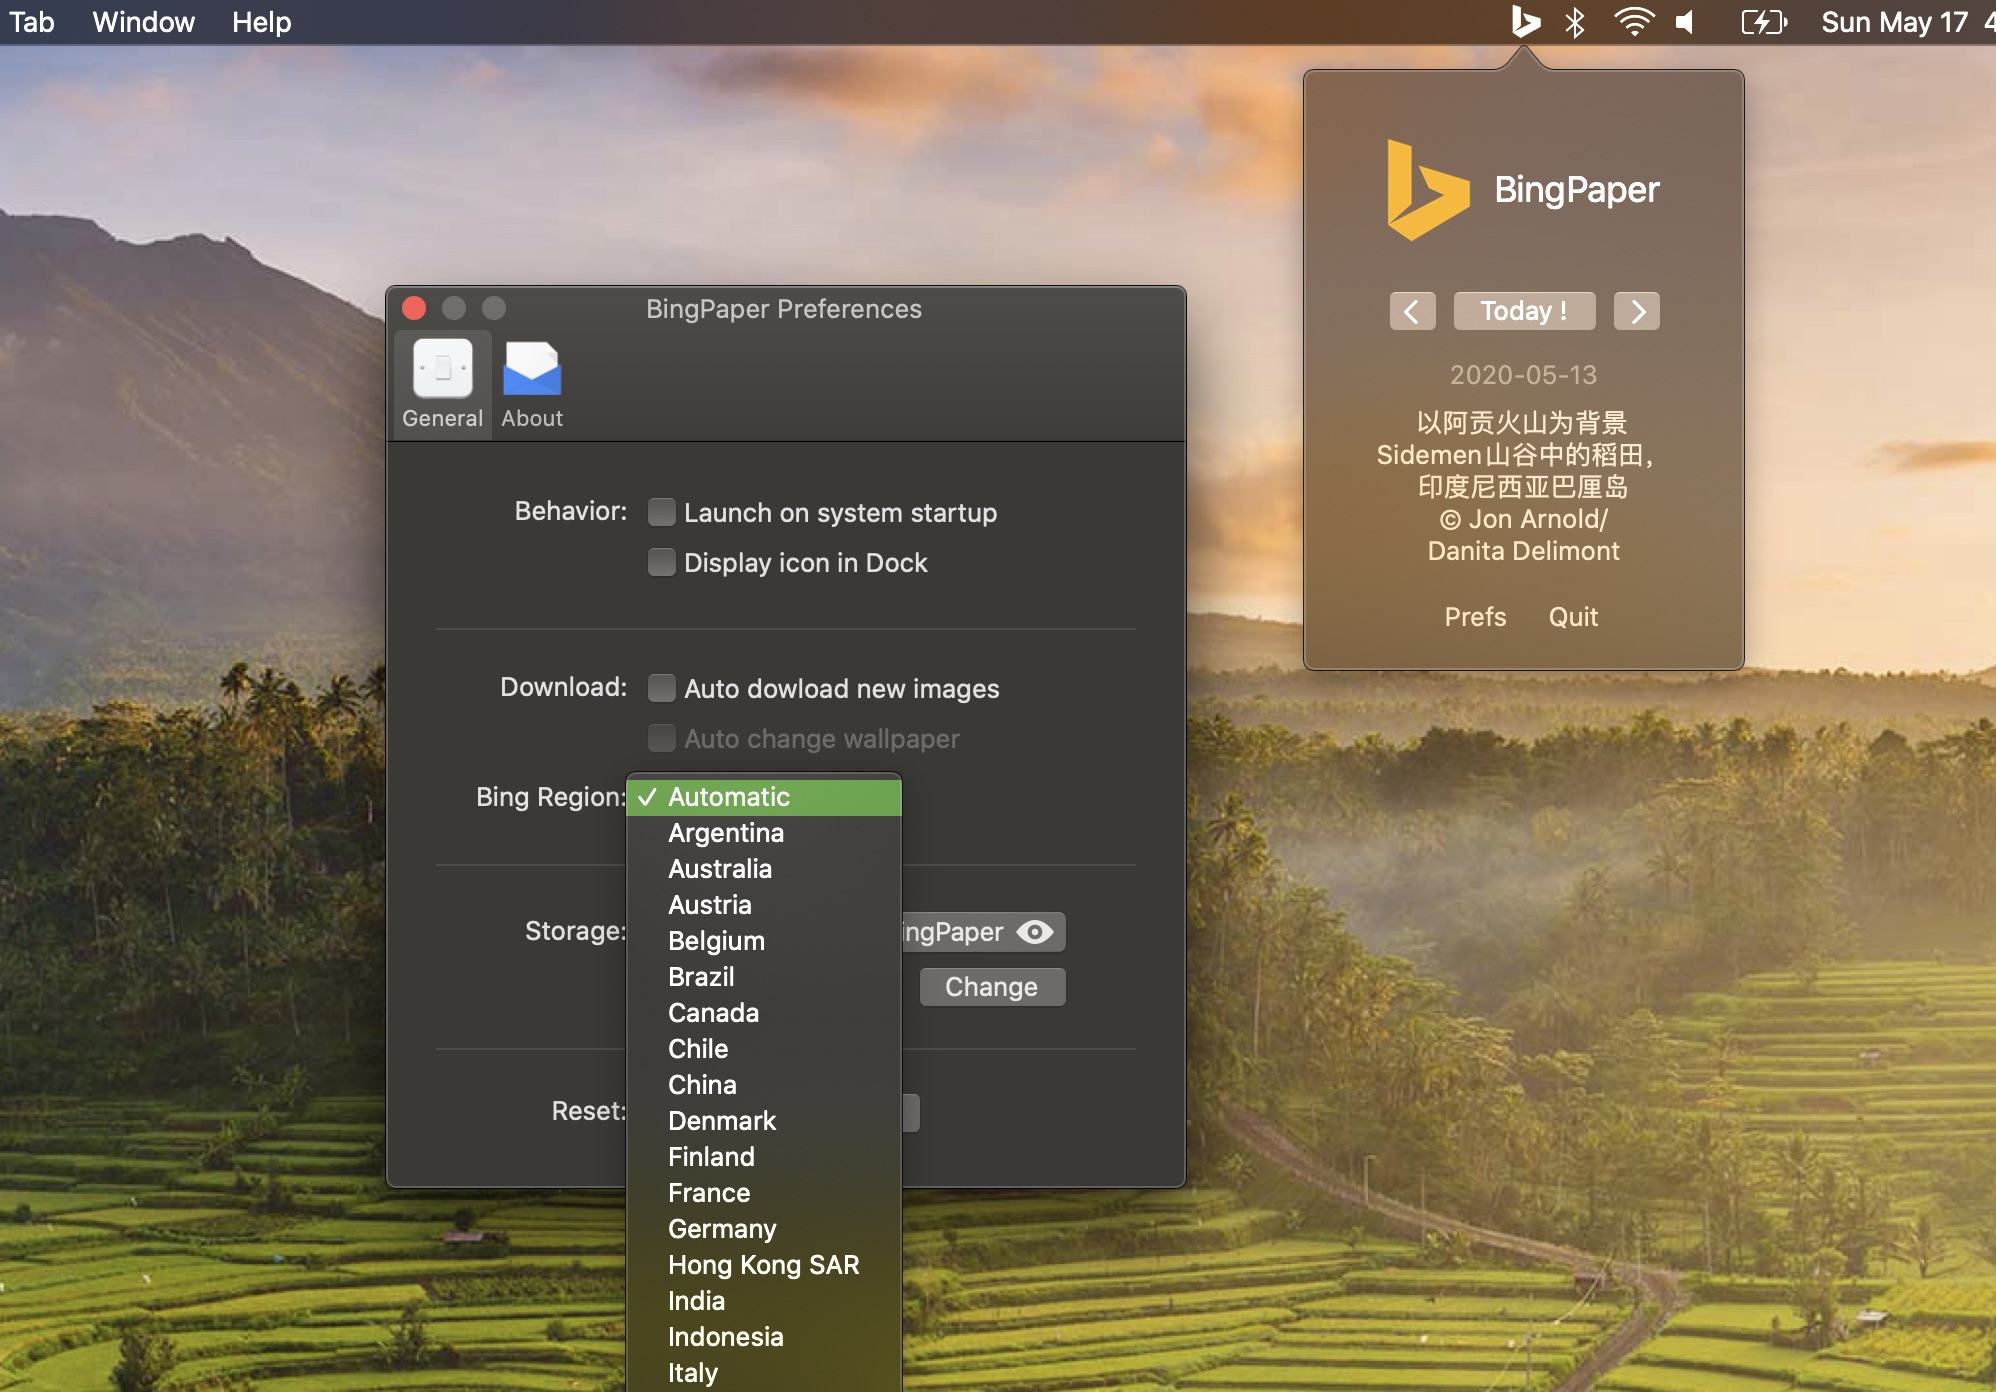 Tab Window Help
Sun May 17
BingPaper
Today !
2020-05-13
以阿贡火山为背景
Sidemen山谷中的稻田，
印度尼西亚巴厘岛
© Jon Arnold/
Danita Delimont
Prefs Quit
BingPaper Preferences
General About
Behavior: Launch on system startup
Display icon in Dock
Download: Auto dowload new images
Auto change wallpaper
Bing Region: ✓ Automatic
Argentina
Australia
Austria
Storage: ingPaper
Belgium
Brazil
Change
Canada
Chile
China
Reset:
Denmark
Finland
France
Germany
Hong Kong SAR
India
Indonesia
Italy